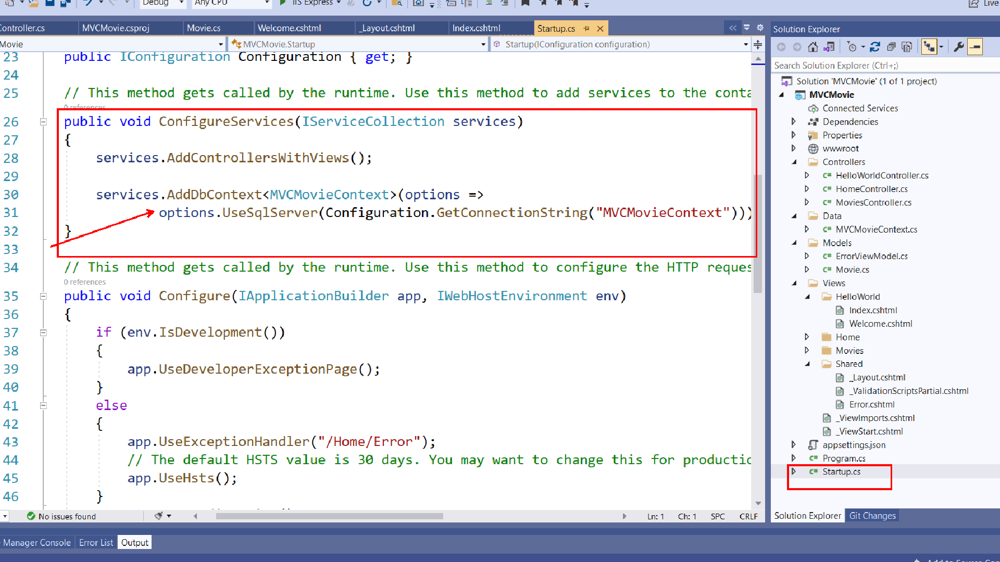 Debug
Any CPU
IIS Express
Live
Controller.cs
MVCMovie.csproj
Movie.cs
Welcome.cshtml
_Layout.cshtml
Index.cshtml
Startup.cs
Movie
MVCMovie.Startup
Startup(IConfiguration configuration)
23 public IConfiguration Configuration { get; }
24
25 // This method gets called by the runtime. Use this method to add services to the conta
0 references
26 public void ConfigureServices(IServiceCollection services)
27 {
28 services.AddControllersWithViews();
29
30 services.AddDbContext<MVCMovieContext>(options =>
31 options.UseSqlServer(Configuration.GetConnectionString("MVCMovieContext")))
32 }
33
34 // This method gets called by the runtime. Use this method to configure the HTTP reques
0 references
35 public void Configure(IApplicationBuilder app, IWebHostEnvironment env)
36 {
37 if (env.IsDevelopment())
38 {
39 app.UseDeveloperExceptionPage();
40 }
41 else
42 {
43 app.UseExceptionHandler("/Home/Error");
44 // The default HSTS value is 30 days. You may want to change this for productio
45 app.UseHsts();
46 }
No issues found
Ln: 1
Ch: 1
SPC
CRLF
Manager Console
Error List
Output
Solution Explorer
Search Solution Explorer (Ctrl+;)
Solution 'MVCMovie' (1 of 1 project)
MVCMovie
Connected Services
Dependencies
Properties
wwwroot
Controllers
C# HelloWorldController.cs
C# HomeController.cs
C# MoviesController.cs
Data
C# MVCMovieContext.cs
Models
C# ErrorViewModel.cs
C# Movie.cs
Views
HelloWorld
Index.cshtml
Welcome.cshtml
Home
Movies
Shared
_Layout.cshtml
_ValidationScriptsPartial.cshtml
Error.cshtml
_ViewImports.cshtml
_ViewStart.cshtml
appsettings.json
C# Program.cs
C# Startup.cs
Solution Explorer
Git Changes